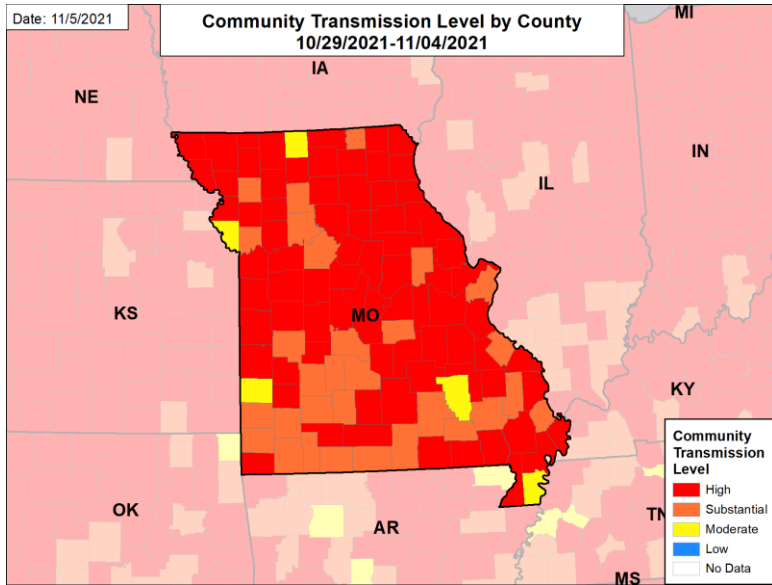 Date: 11/5/2021
Community Transmission Level by County
10/29/2021-11/04/2021
MI
IA
NE
IN
IL
KS
MO
KY
OK
AR
TN
MS
Community
Transmission
Level
High
Substantial
Moderate
Low
No Data